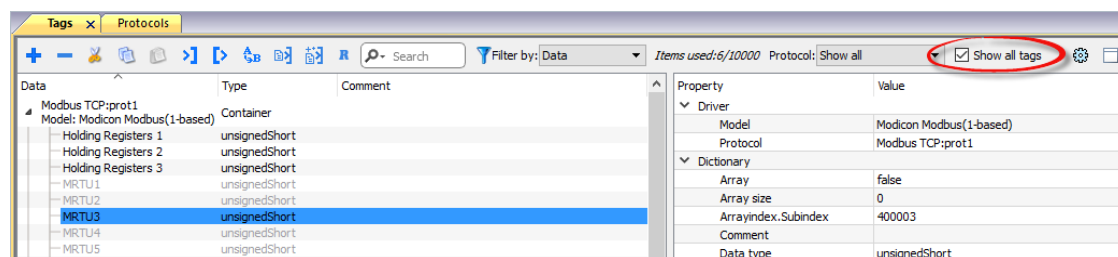 Tags x Protocols
Search Filter by: Data Items used:6/10000 Protocol: Show all Show all tags
Data Type Comment Property Value
Modbus TCP:prot1
Model: Modicon Modbus(1-based) Container
Holding Registers 1 unsignedShort
Holding Registers 2 unsignedShort
Holding Registers 3 unsignedShort
MRTU1 unsignedShort
MRTU2 unsignedShort
MRTU3 unsignedShort
MRTU4 unsignedShort
MRTU5 unsignedShort
Driver
Model Modicon Modbus(1-based)
Protocol Modbus TCP:prot1
Dictionary
Array false
Array size 0
Arrayindex.Subindex 400003
Comment
Data type unsignedShort